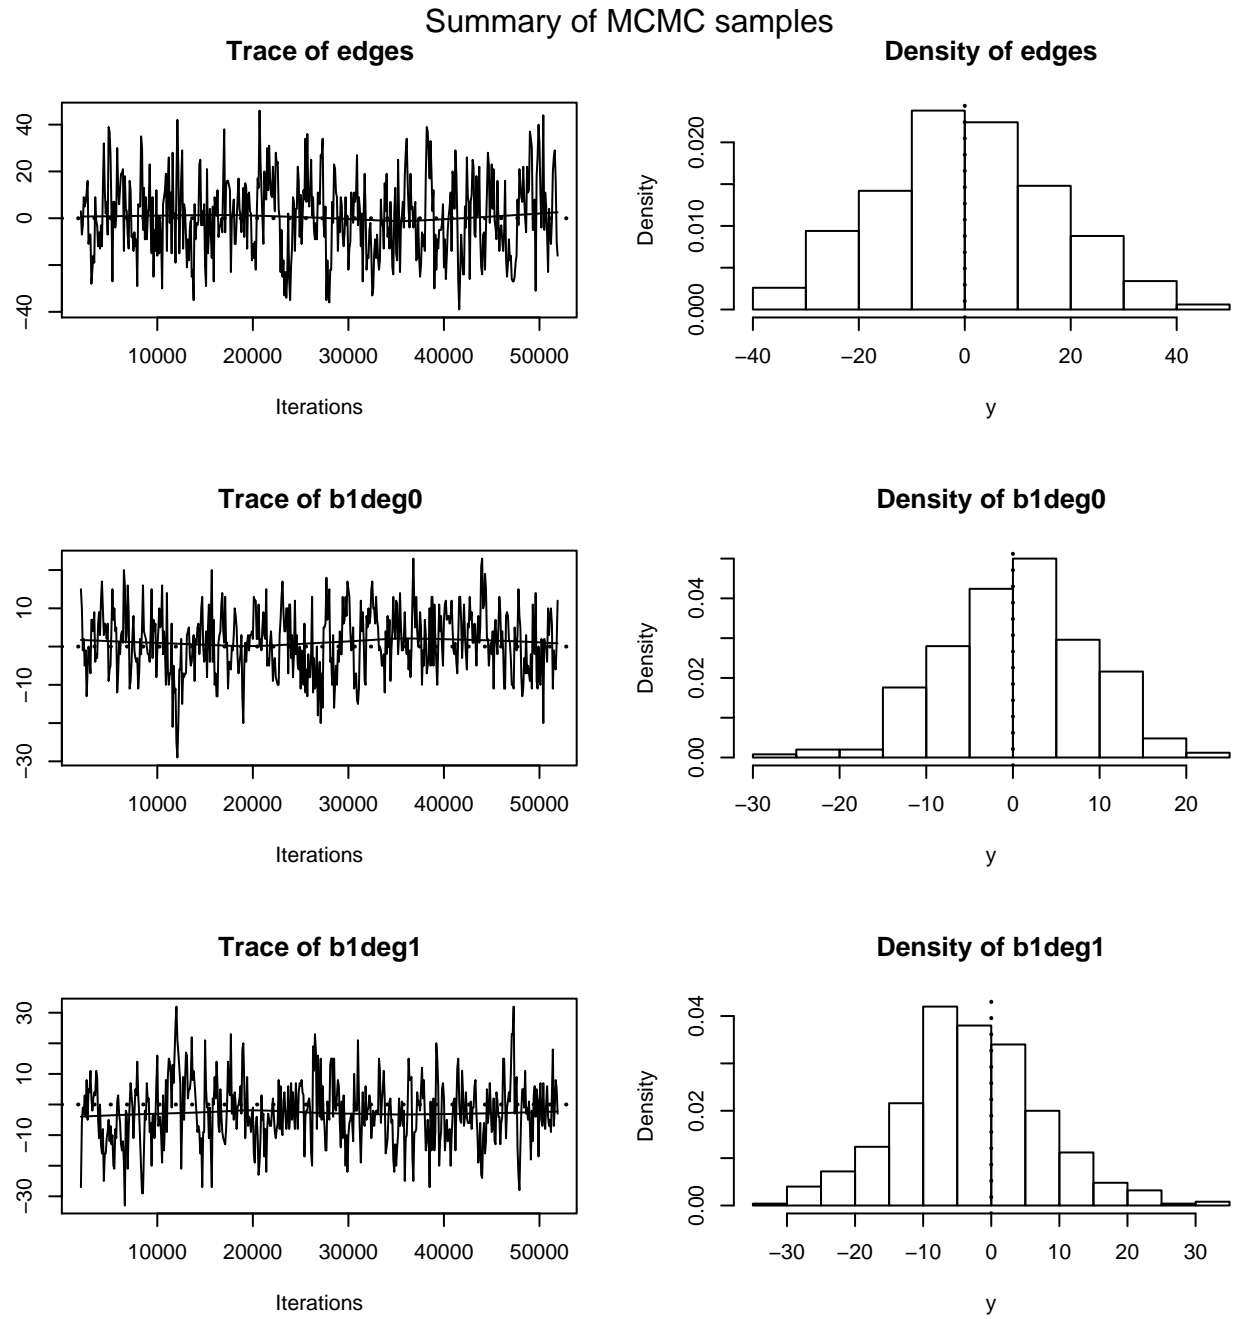 Summary of MCMC samples
Trace of edges
−40 0 20 40
10000 20000 30000 40000 50000
Iterations
Density of edges
Density
0.000 0.010 0.020
−40 −20 0 20 40
y
Trace of b1deg0
−30 −10 10
10000 20000 30000 40000 50000
Iterations
Density of b1deg0
Density
0.00 0.02 0.04
−30 −20 −10 0 10 20
y
Trace of b1deg1
−30 −10 10 30
10000 20000 30000 40000 50000
Iterations
Density of b1deg1
Density
0.00 0.02 0.04
−30 −20 −10 0 10 20 30
y